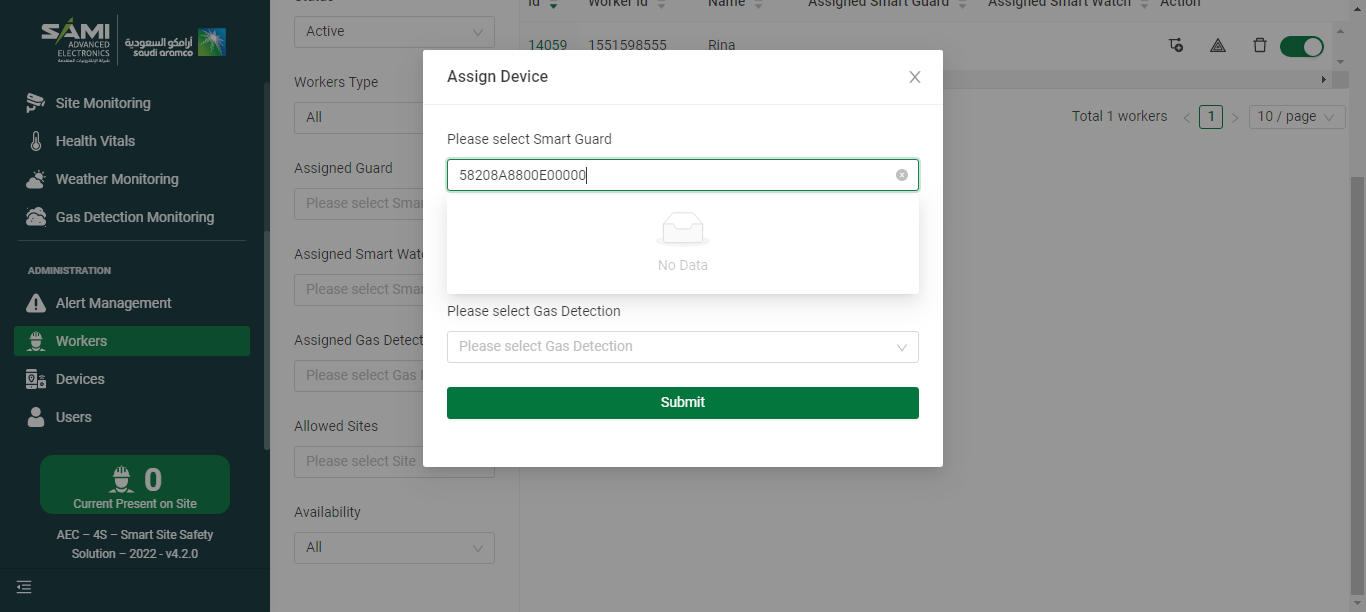 SAMI
ADVANCED
ELECTRONICS
أرامكو السعودية
saudi aramco
Site Monitoring
Health Vitals
Weather Monitoring
Gas Detection Monitoring
ADMINISTRATION
Alert Management
Workers
Devices
Users
0
Current Present on Site
AEC – 4S – Smart Site Safety
Solution – 2022 - v4.2.0
Active
Workers Type
All
Assigned Guard
Please select Smar
Assigned Smart Watc
Please select Smar
Assigned Gas Detect
Please select Gas
Allowed Sites
Please select Site
Availability
All
Id
Worker Id
Name
Assigned Smart Guard
Assigned Smart Watch
Action
14059
1551598555
Rina
Total 1 workers
1
10 / page
Assign Device
Please select Smart Guard
58208A8800E00000
No Data
Please select Gas Detection
Please select Gas Detection
Submit